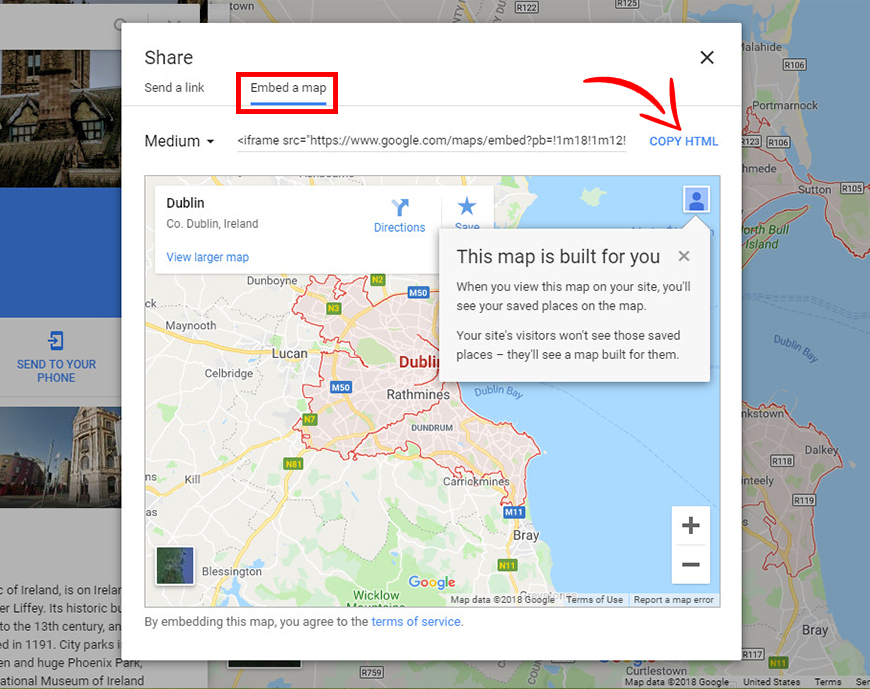 town
R122
R125
Share
Malahide
Send a link
Embed a map
R106
Portmarnock
Medium
<iframe src="https://www.google.com/maps/embed?pb=!1m18!1m12!
COPY HTML
R123
R106
Sutton
R105
Dublin
Co. Dublin, Ireland
Directions
Save
View larger map
North Bull
Island
This map is built for you
When you view this map on your site, you'll
see your saved places on the map.
Your site's visitors won't see those saved
places – they'll see a map built for them.
Dunboyne
N2
M50
N3
Maynooth
Lucan
Dublin
Dublin Bay
SEND TO YOUR
PHONE
Celbridge
M50
Rathmines
Dublin Bay
N7
DUNDRUM
nkstown
Dalkey
N81
R118
Kill
Carrickmines
R119
M11
Bray
Blessington
N11
Google
Wicklow
Mountains
Greystones
Map data ©2018 Google
Terms of Use
Report a map error
By embedding this map, you agree to the terms of service.
c of Ireland, is on Irelan
er Liffey. Its historic bu
to the 13th century, an
ed in 1191. City parks i
en and huge Phoenix Park,
National Museum of Ireland
Bray
R117
N11
R759
Curtlestown
Map data ©2018 Google
United States
Terms